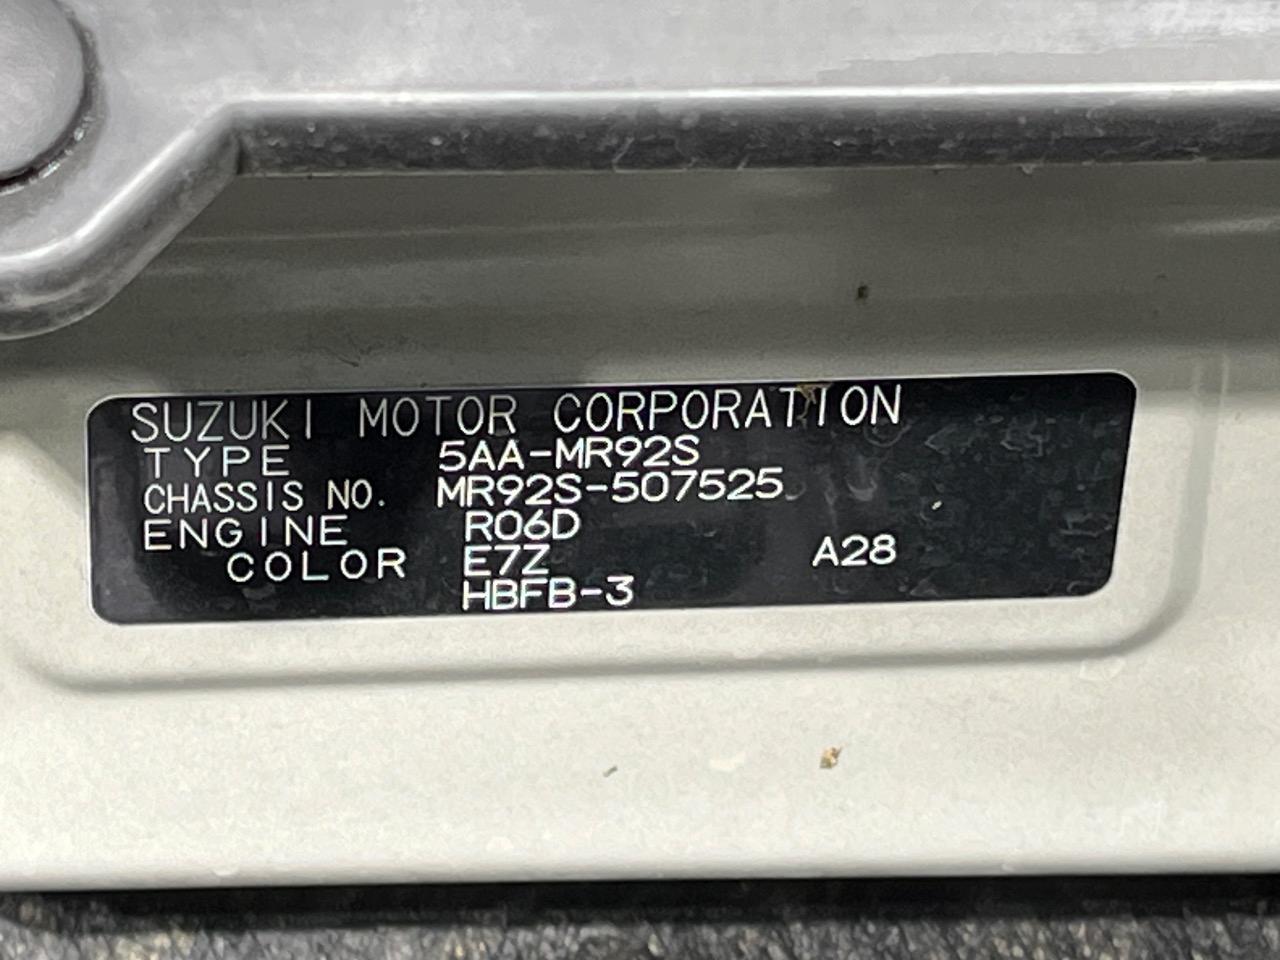 SUZUKI MOTOR CORPORATION
TYPE 5AA-MR92S
CHASSIS NO. MR92S-507525
ENGINE R06D
COLOR E7Z A28
HBFB-3